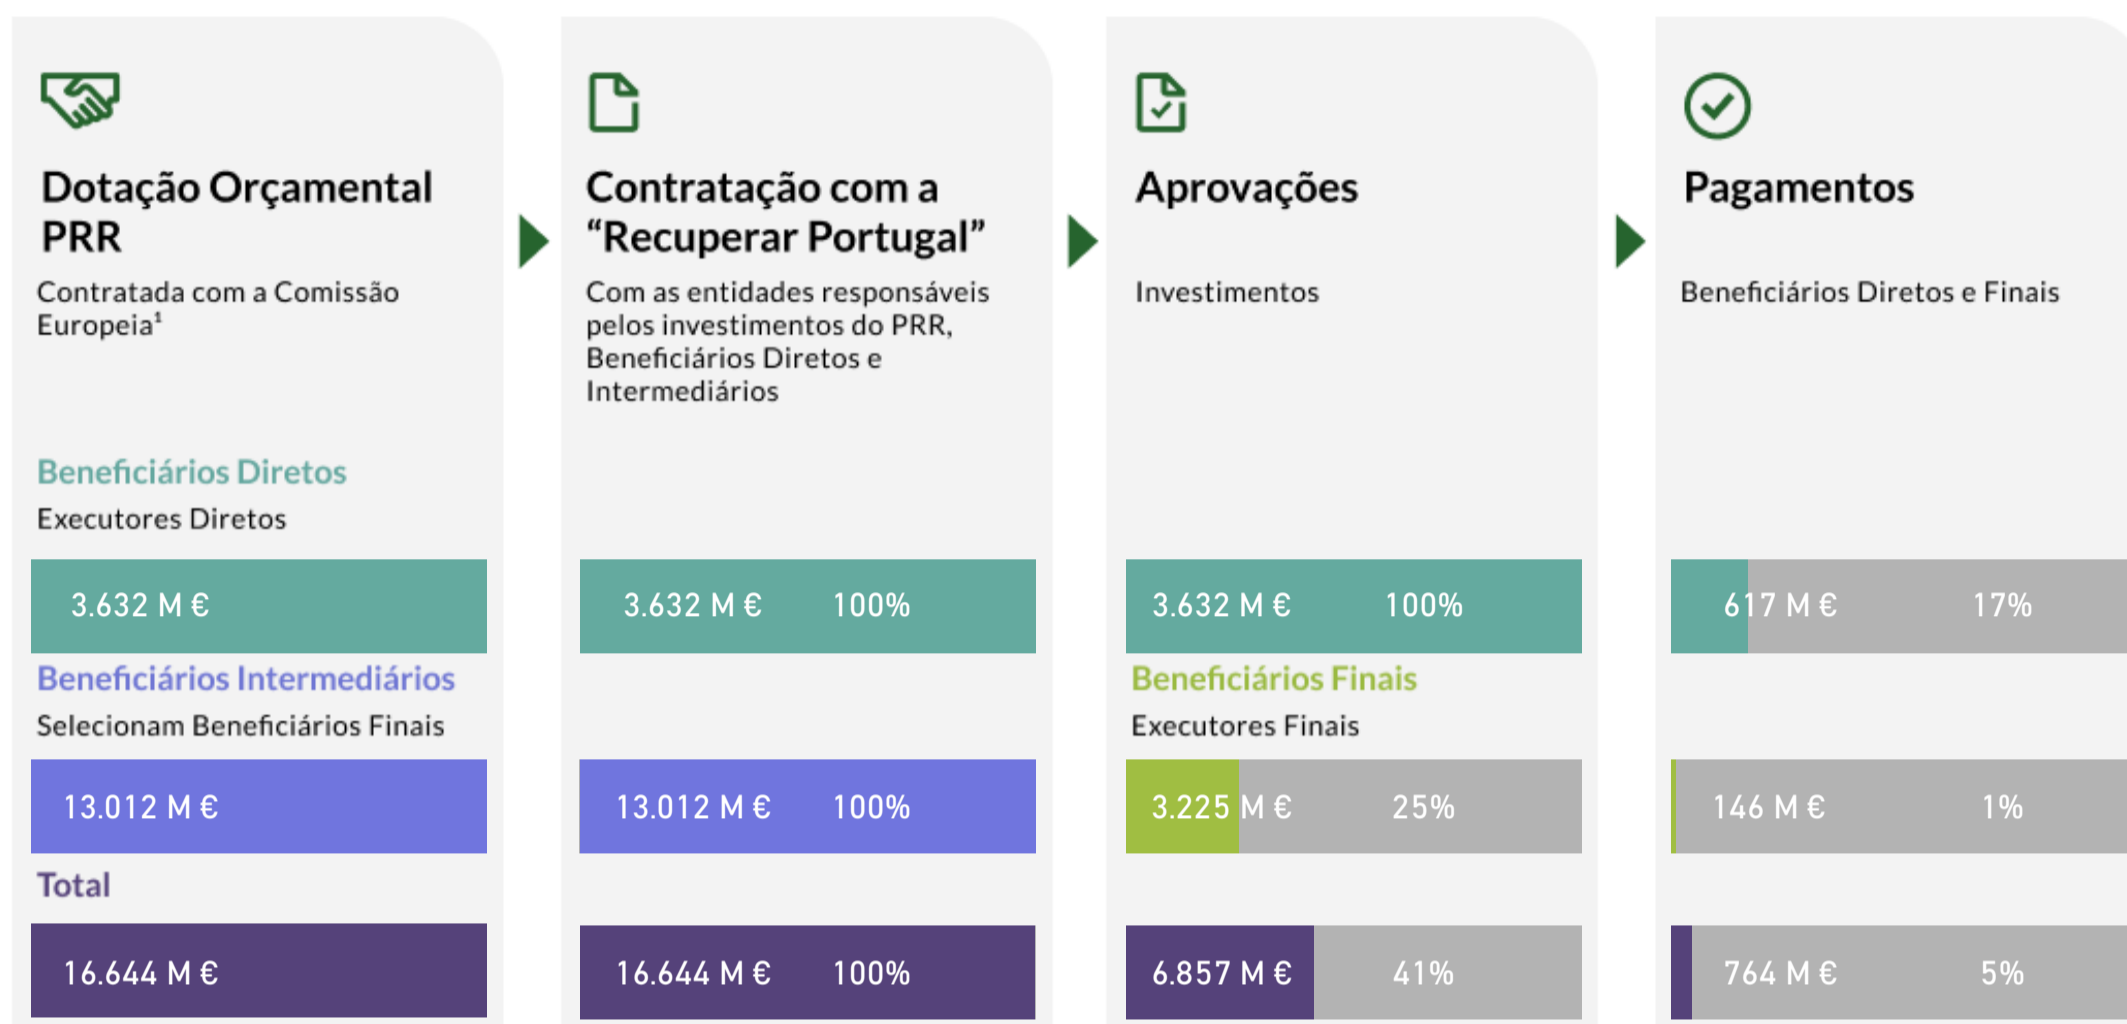 Dotação Orçamental
PRR
Contratada com a Comissão
Europeia¹
Contratação com a
“Recuperar Portugal”
Com as entidades responsáveis
pelos investimentos do PRR,
Beneficiários Diretos e
Intermediários
Aprovações
Investimentos
Pagamentos
Beneficiários Diretos e Finais
Beneficiários Diretos
Executores Diretos
3.632 M €
3.632 M € 100%
3.632 M € 100%
617 M € 17%
Beneficiários Intermediários
Selecionam Beneficiários Finais
Beneficiários Finais
Executores Finais
13.012 M €
13.012 M € 100%
3.225 M € 25%
146 M € 1%
Total
16.644 M €
16.644 M € 100%
6.857 M € 41%
764 M € 5%